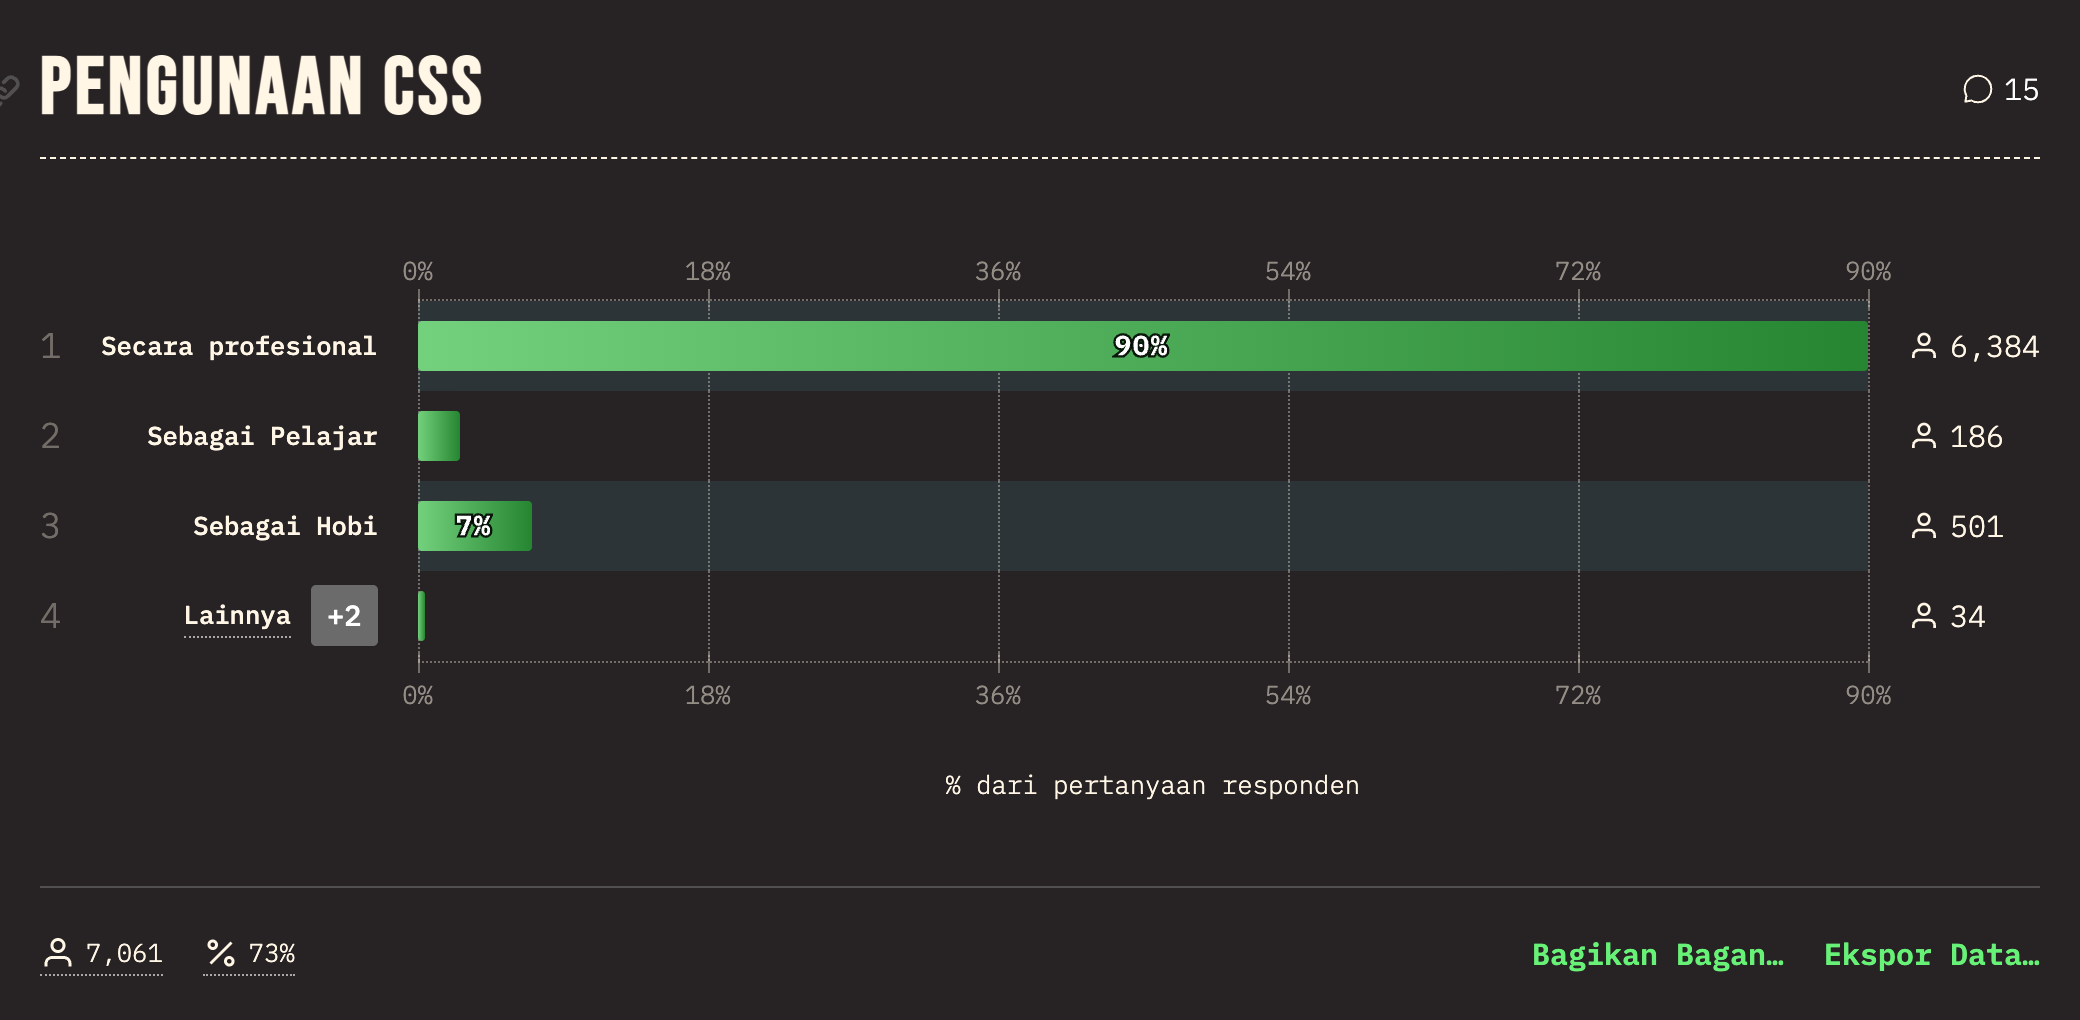 PENGUNAAN CSS
15
0% 18% 36% 54% 72% 90%
1 Secara profesional 90% 6,384
2 Sebagai Pelajar 186
3 Sebagai Hobi 7% 501
4 Lainnya +2 34
0% 18% 36% 54% 72% 90%
% dari pertanyaan responden
7,061 % 73% Bagikan Bagan… Ekspor Data…